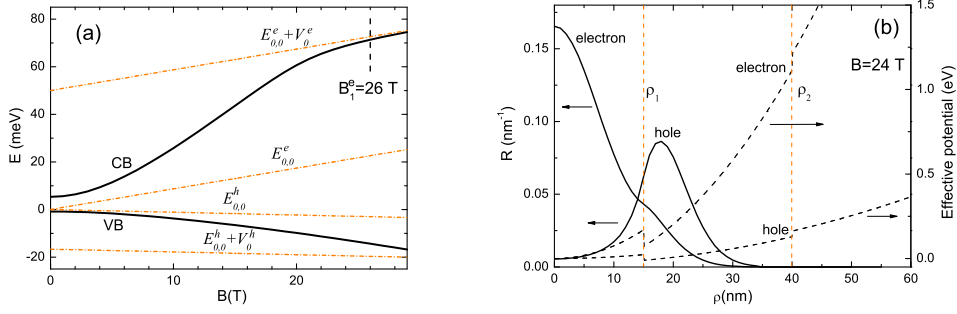 (a)
80
60
40
20
0
-20
E (meV)
0
10
20
B(T)
E^e_{0,0}+V^e_0
B^e_1=26 T
CB
E^e_{0,0}
E^h_{0,0}
VB
E^h_{0,0}+V^h_0
(b)
0.15
0.10
0.05
0.00
R (nm^{-1})
0
10
20
30
40
50
60
ρ(nm)
1.5
1.0
0.5
0.0
Effective potential (eV)
electron
electron
B=24 T
ρ_1
ρ_2
hole
hole